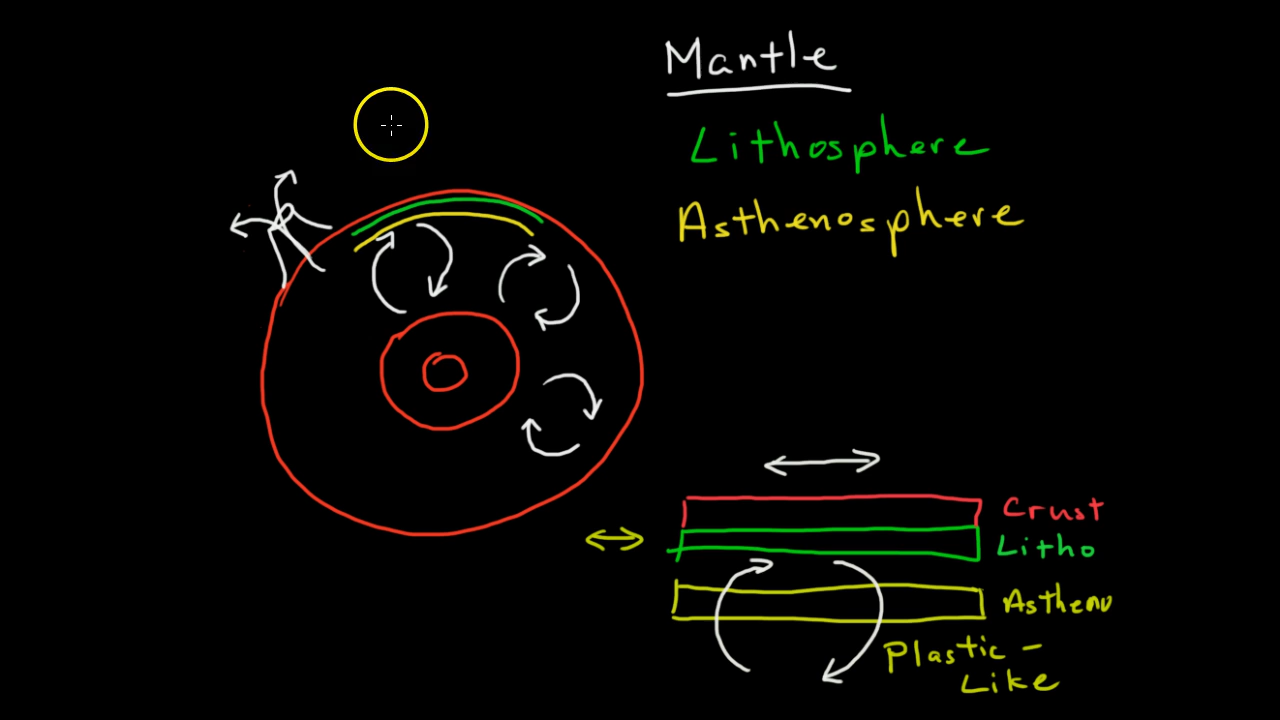 Mantle
Lithosphere
Asthenosphere
Crust
Litho
Astheno
Plastic-
Like